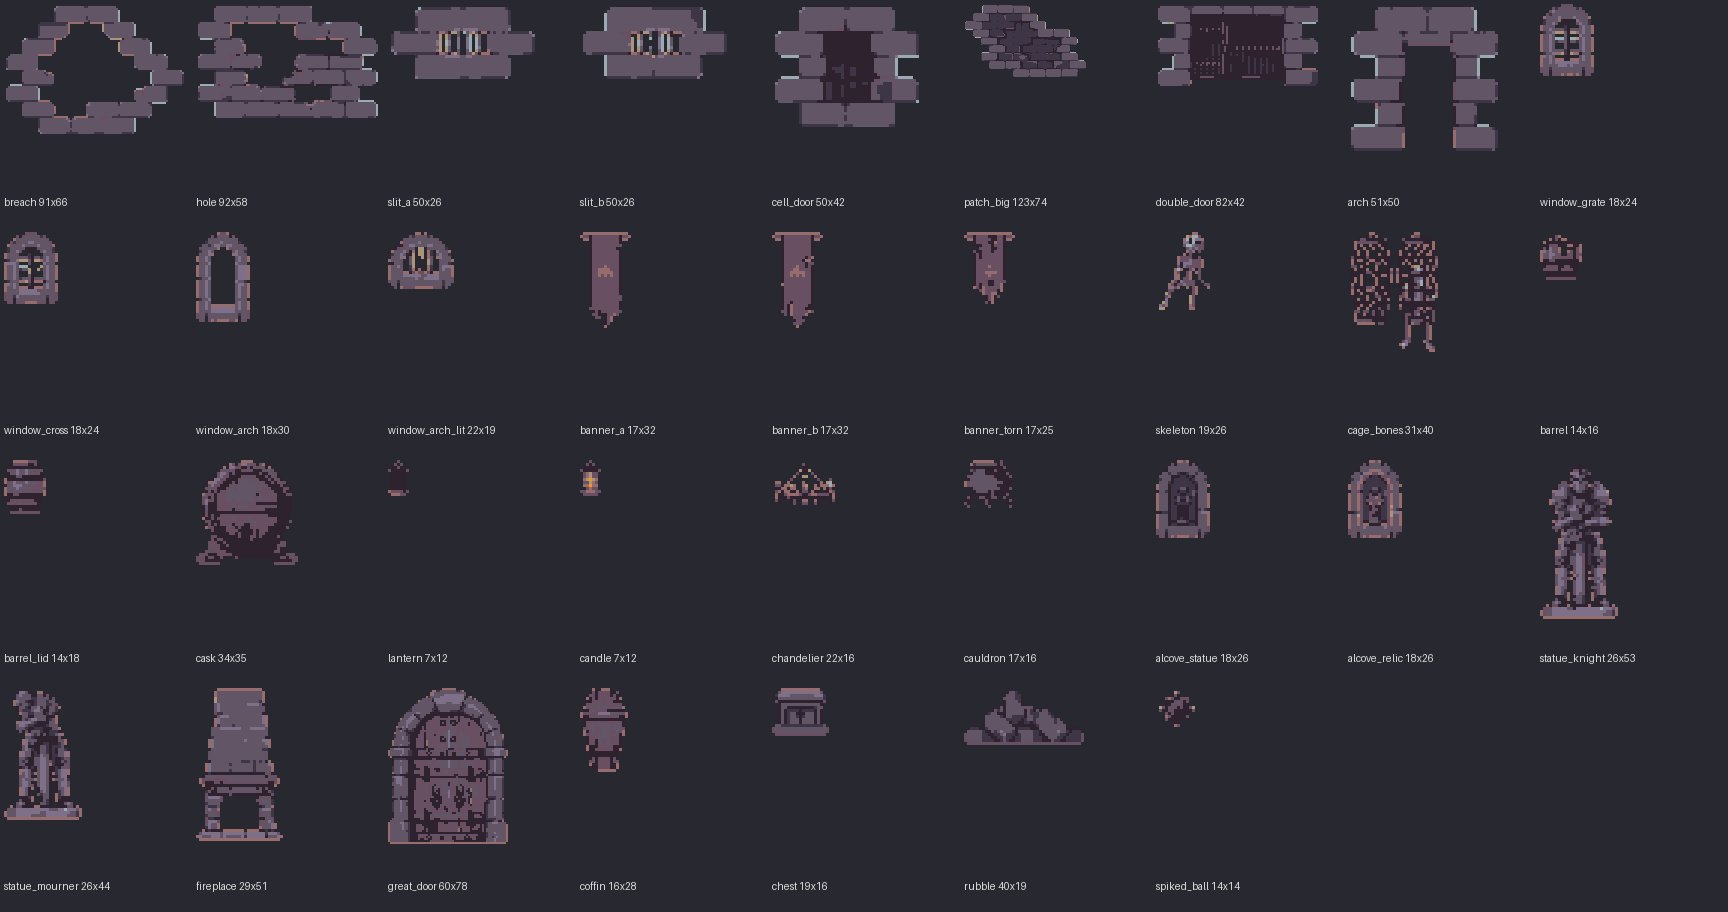 breach 91x66 hole 92x58 slit_a 50x26 slit_b 50x26 cell_door 50x42 patch_big 123x74 double_door 82x42 arch 51x50 window_grate 18x24
window_cross 18x24 window_arch 18x30 window_arch_lit 22x19 banner_a 17x32 banner_b 17x32 banner_torn 17x25 skeleton 19x26 cage_bones 31x40 barrel 14x16
barrel_lid 14x18 cask 34x35 lantern 7x12 candle 7x12 chandelier 22x16 cauldron 17x16 alcove_statue 18x26 alcove_relic 18x26 statue_knight 26x53
statue_mourner 26x44 fireplace 29x51 great_door 60x78 coffin 16x28 chest 19x16 rubble 40x19 spiked_ball 14x14